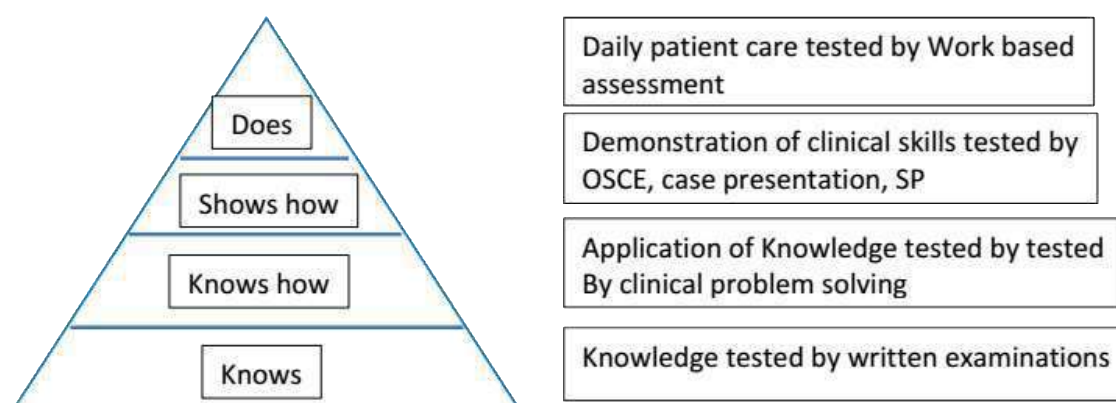 Does
Daily patient care tested by Work based
assessment
Shows how
Demonstration of clinical skills tested by
OSCE, case presentation, SP
Knows how
Application of Knowledge tested by tested
By clinical problem solving
Knows
Knowledge tested by written examinations